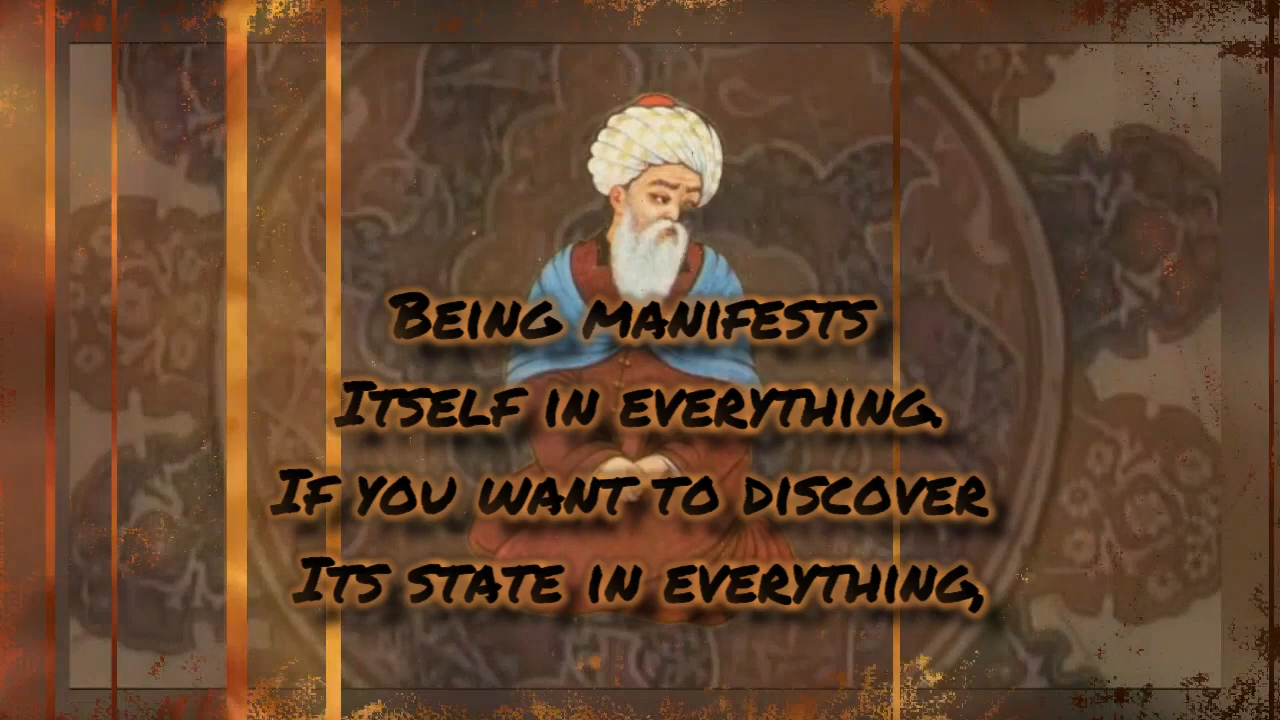 Being manifests
Itself in everything.
If you want to discover
Its state in everything,